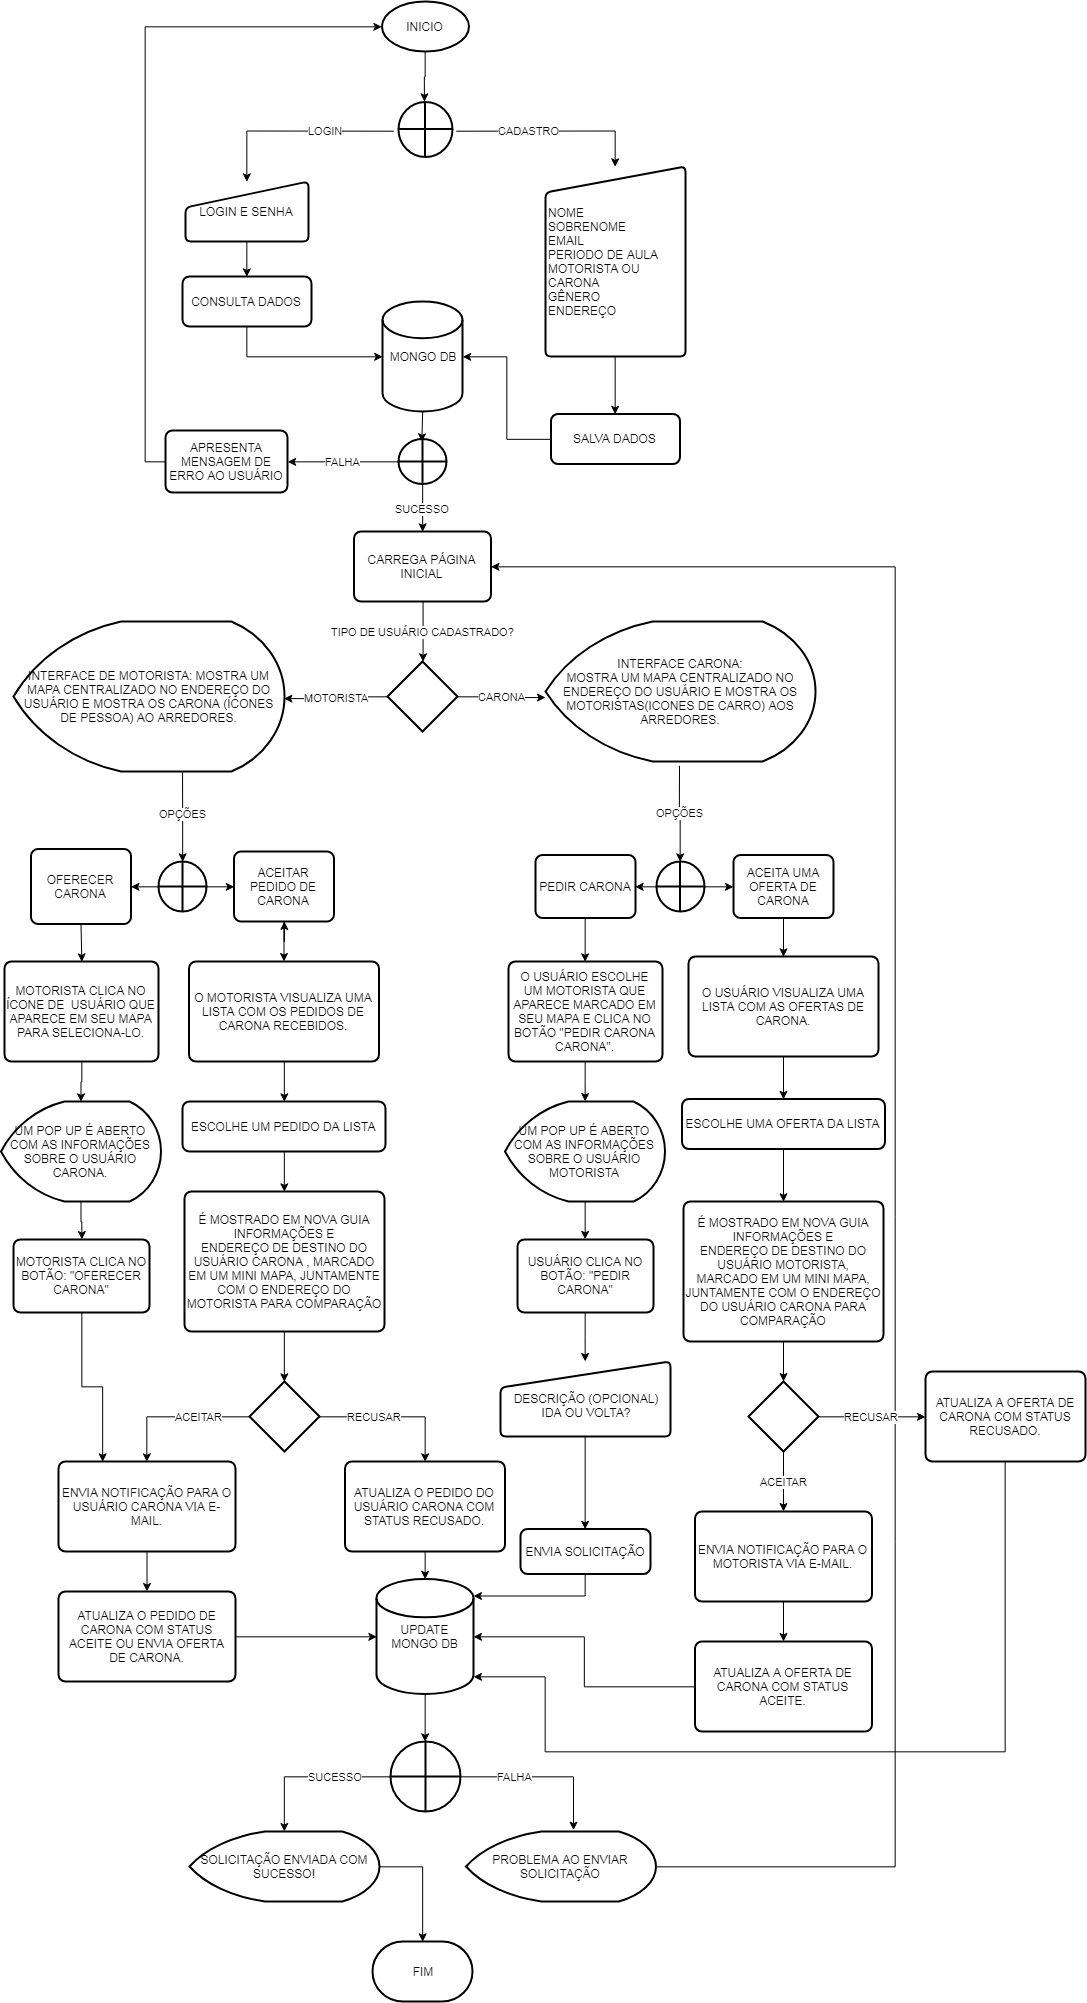 INICIO
LOGIN
CADASTRO
LOGIN E SENHA
NOME
SOBRENOME
EMAIL
PERIODO DE AULA
MOTORISTA OU
CARONA
GÊNERO
ENDEREÇO
CONSULTA DADOS
MONGO DB
SALVA DADOS
APRESENTA
MENSAGEM DE
ERRO AO USUÁRIO
FALHA
SUCESSO
CARREGA PÁGINA
INICIAL
TIPO DE USUÁRIO CADASTRADO?
INTERFACE DE MOTORISTA: MOSTRA UM
MAPA CENTRALIZADO NO ENDEREÇO DO
USUÁRIO E MOSTRA OS CARONA (ÍCONES
DE PESSOA) AO ARREDORES.
MOTORISTA
CARONA
INTERFACE CARONA:
MOSTRA UM MAPA CENTRALIZADO NO
ENDEREÇO DO USUÁRIO E MOSTRA OS
MOTORISTAS(ICONES DE CARRO) AOS
ARREDORES.
OPÇÕES
OPÇÕES
OFERECER
CARONA
ACEITAR
PEDIDO DE
CARONA
PEDIR CARONA
ACEITA UMA
OFERTA DE
CARONA
MOTORISTA CLICA NO
ÍCONE DE  USUÁRIO QUE
APARECE EM SEU MAPA
PARA SELECIONA-LO.
O MOTORISTA VISUALIZA UMA
LISTA COM OS PEDIDOS DE
CARONA RECEBIDOS.
O USUÁRIO ESCOLHE
UM MOTORISTA QUE
APARECE MARCADO EM
SEU MAPA E CLICA NO
BOTÃO "PEDIR CARONA
CARONA".
O USUÁRIO VISUALIZA UMA
LISTA COM AS OFERTAS DE
CARONA.
UM POP UP É ABERTO
COM AS INFORMAÇÕES
SOBRE O USUÁRIO
CARONA.
ESCOLHE UM PEDIDO DA LISTA
UM POP UP É ABERTO
COM AS INFORMAÇÕES
SOBRE O USUÁRIO
MOTORISTA
ESCOLHE UMA OFERTA DA LISTA
MOTORISTA CLICA NO
BOTÃO: "OFERECER
CARONA"
É MOSTRADO EM NOVA GUIA
INFORMAÇÕES E
ENDEREÇO DE DESTINO DO
USUÁRIO CARONA , MARCADO
EM UM MINI MAPA, JUNTAMENTE
COM O ENDEREÇO DO
MOTORISTA PARA COMPARAÇÃO
USUÁRIO CLICA NO
BOTÃO: "PEDIR
CARONA"
É MOSTRADO EM NOVA GUIA
INFORMAÇÕES E
ENDEREÇO DE DESTINO DO
USUÁRIO MOTORISTA,
MARCADO EM UM MINI MAPA,
JUNTAMENTE COM O ENDEREÇO
DO USUÁRIO CARONA PARA
COMPARAÇÃO
ACEITAR
RECUSAR
DESCRIÇÃO (OPCIONAL)
IDA OU VOLTA?
RECUSAR
ATUALIZA A OFERTA DE
CARONA COM STATUS
RECUSADO.
ACEITAR
ENVIA NOTIFICAÇÃO PARA O
USUÁRIO CARONA VIA E-
MAIL.
ATUALIZA O PEDIDO DO
USUÁRIO CARONA COM
STATUS RECUSADO.
ENVIA SOLICITAÇÃO
ENVIA NOTIFICAÇÃO PARA O
MOTORISTA VIA E-MAIL.
ATUALIZA O PEDIDO DE
CARONA COM STATUS
ACEITE OU ENVIA OFERTA
DE CARONA.
UPDATE
MONGO DB
ATUALIZA A OFERTA DE
CARONA COM STATUS
ACEITE.
SUCESSO
FALHA
SOLICITAÇÃO ENVIADA COM
SUCESSO!
PROBLEMA AO ENVIAR
SOLICITAÇÃO
FIM